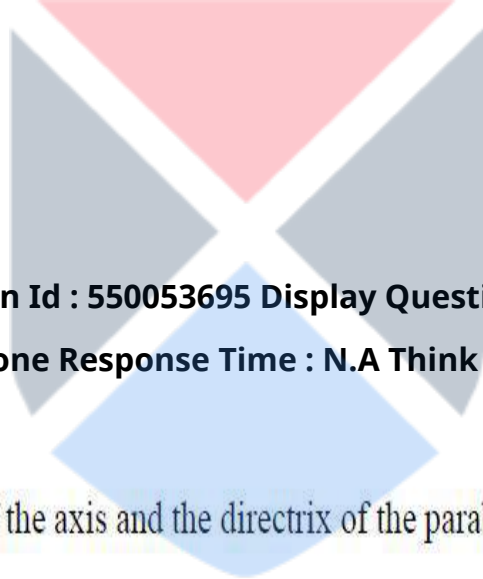 n Id : 550053695 Display Questi
one Response Time : N.A Think
the axis and the directrix of the para